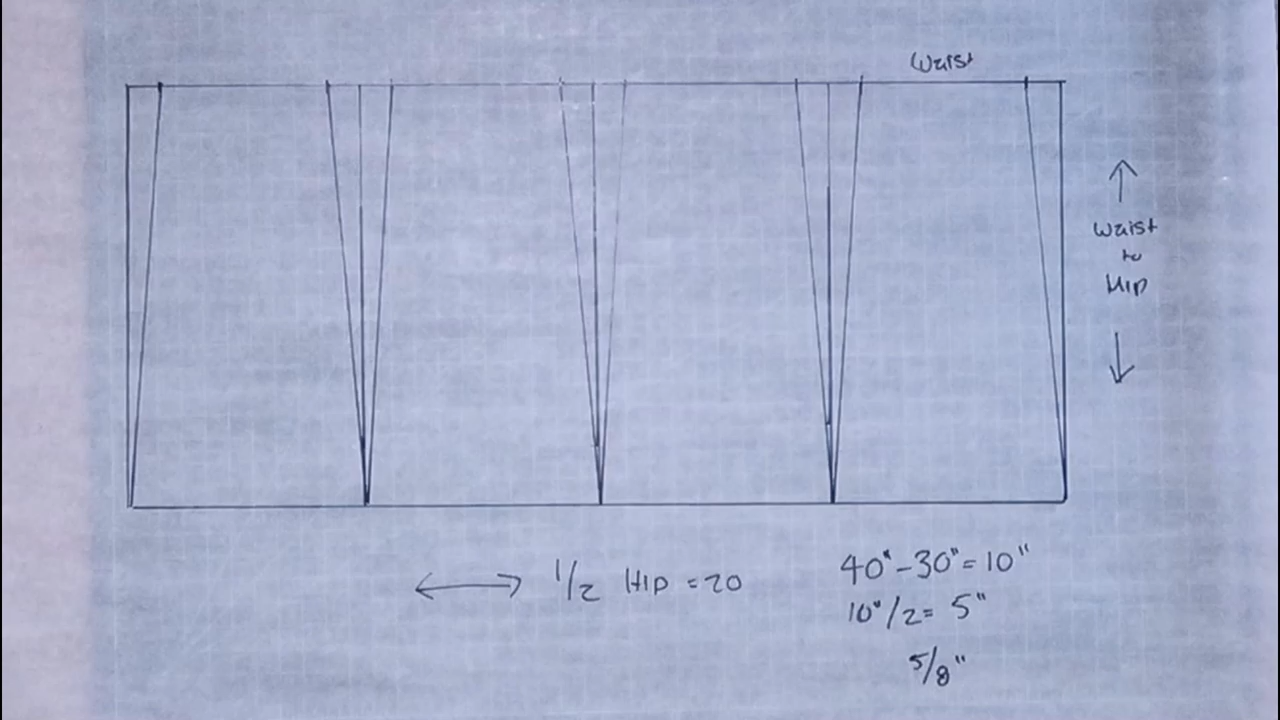 Waist
Waist
to
HIP
1/2 HIP = 20
40"-30"=10"
10"/2= 5"
5/8"